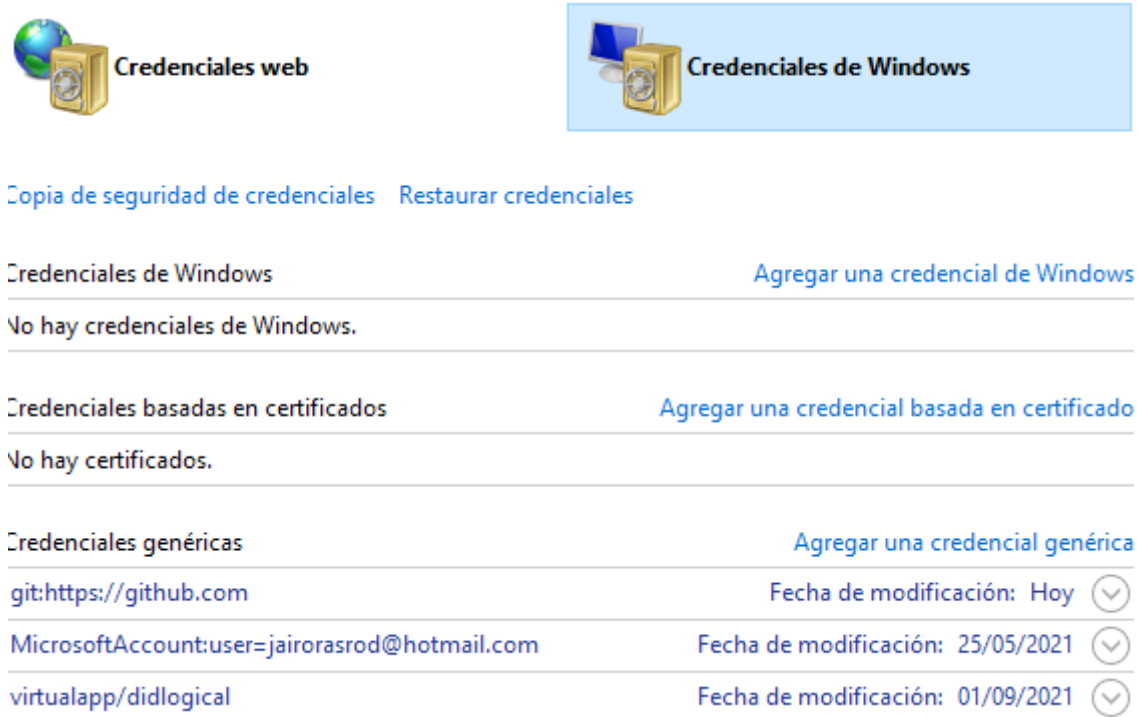 Credenciales web
Credenciales de Windows
Copia de seguridad de credenciales Restaurar credenciales
Credenciales de Windows Agregar una credencial de Windows
No hay credenciales de Windows.
Credenciales basadas en certificados Agregar una credencial basada en certificado
No hay certificados.
Credenciales genéricas Agregar una credencial genérica
git:https://github.com Fecha de modificación: Hoy
MicrosoftAccount:user=jairorasrod@hotmail.com Fecha de modificación: 25/05/2021
virtualapp/didlogical Fecha de modificación: 01/09/2021